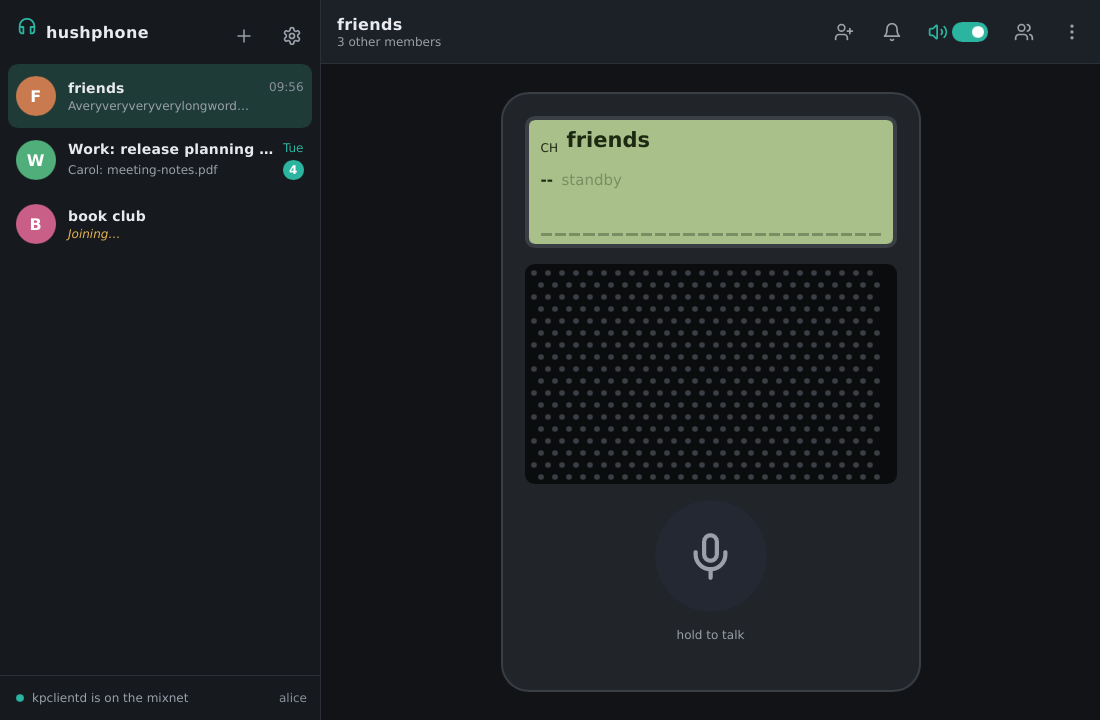 hushphone
friends
09:56
Averyveryveryverylongword…
Work: release planning …
Tue
Carol: meeting-notes.pdf
4
book club
Joining…
kpclientd is on the mixnet
alice
F
W
B
friends
3 other members
CH friends
-- standby
hold to talk